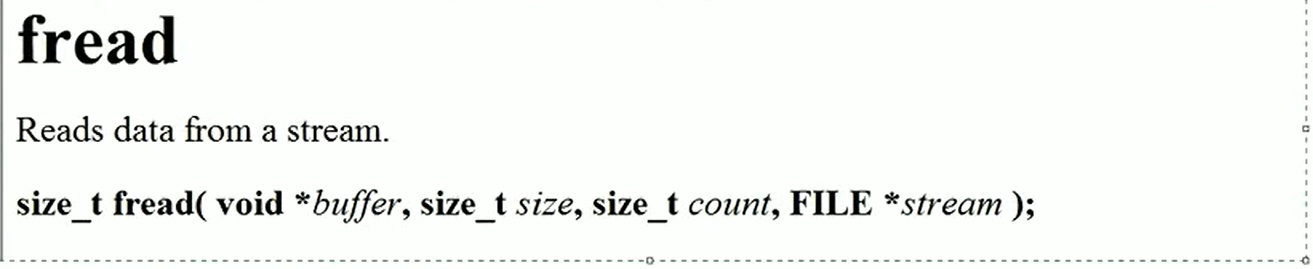 fread
Reads data from a stream.
size_t fread( void *buffer, size_t size, size_t count, FILE *stream );